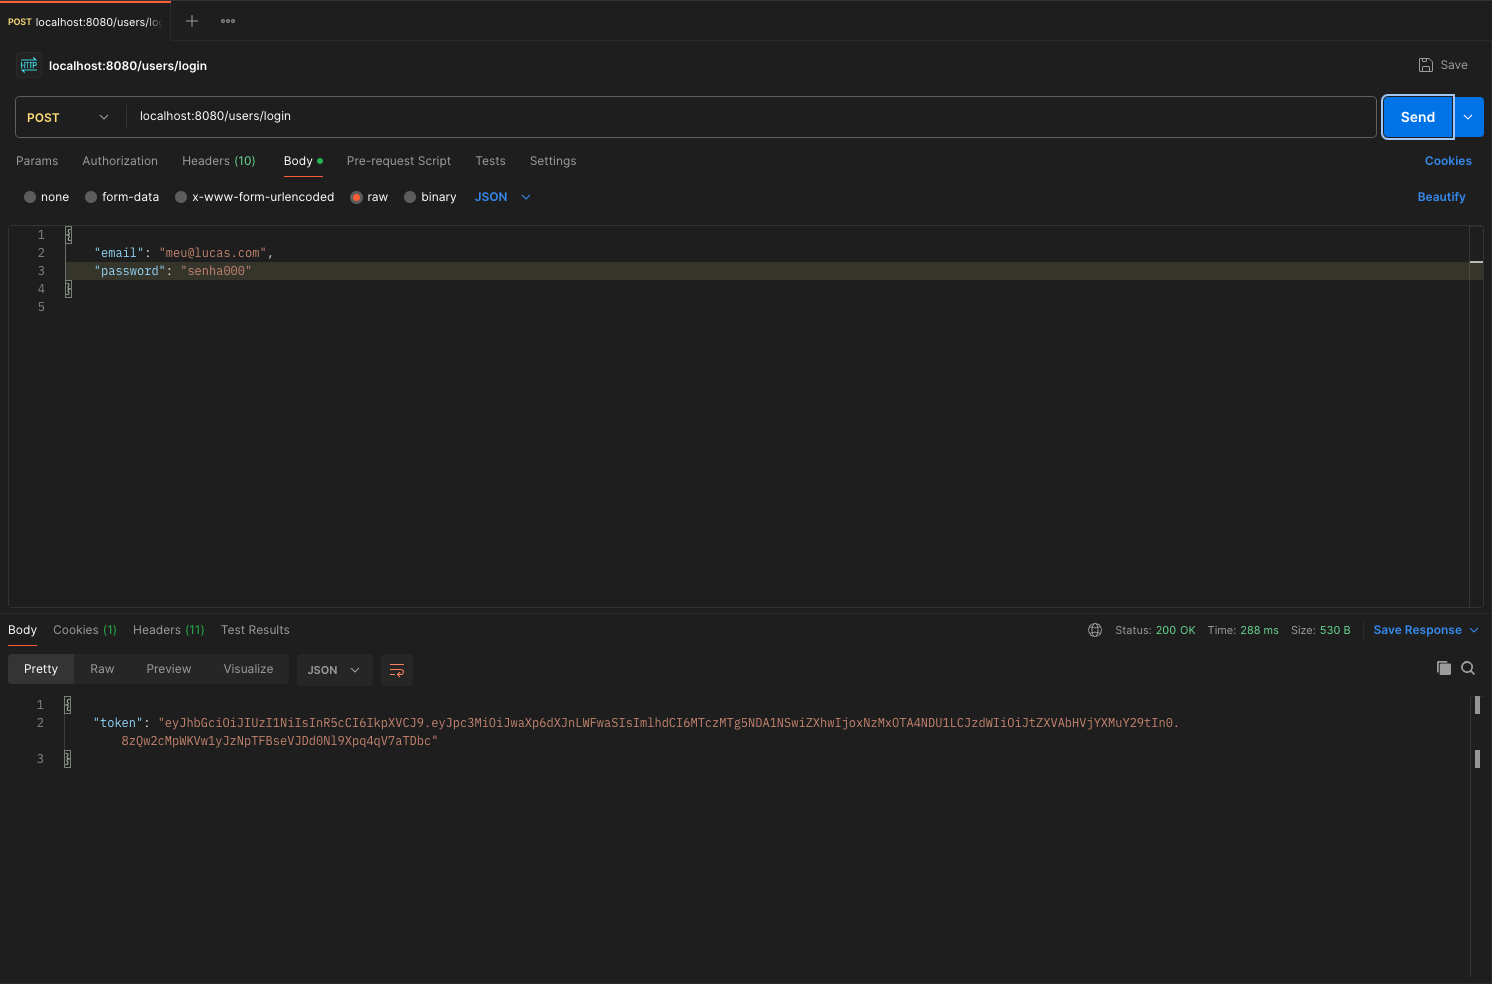 POST localhost:8080/users/lo
HTTP localhost:8080/users/login
Save
POST localhost:8080/users/login
Send
Params Authorization Headers (10) Body Pre-request Script Tests Settings Cookies
none form-data x-www-form-urlencoded raw binary JSON Beautify
1 {
2 "email": "meu@lucas.com",
3 "password": "senha000"
4 }
5
Body Cookies (1) Headers (11) Test Results Status: 200 OK Time: 288 ms Size: 530 B Save Response
Pretty Raw Preview Visualize JSON
1 {
2 "token": "eyJhbGciOiJIUzI1NiIsInR5cCI6IkpXVCJ9.eyJpc3MiOiJwaXp6dXJnLWFwaSIsImlhdCI6MTczMTg5NDA1NSwiZXhwIjoxNzMxOTA4NDU1LCJzdWIiOiJtZXVAbHVjYXMuY29tIn0.
8zQw2cMpWKVw1yJzNpTFBseVJDd0Nl9Xpq4qV7aTDbc"
3 }